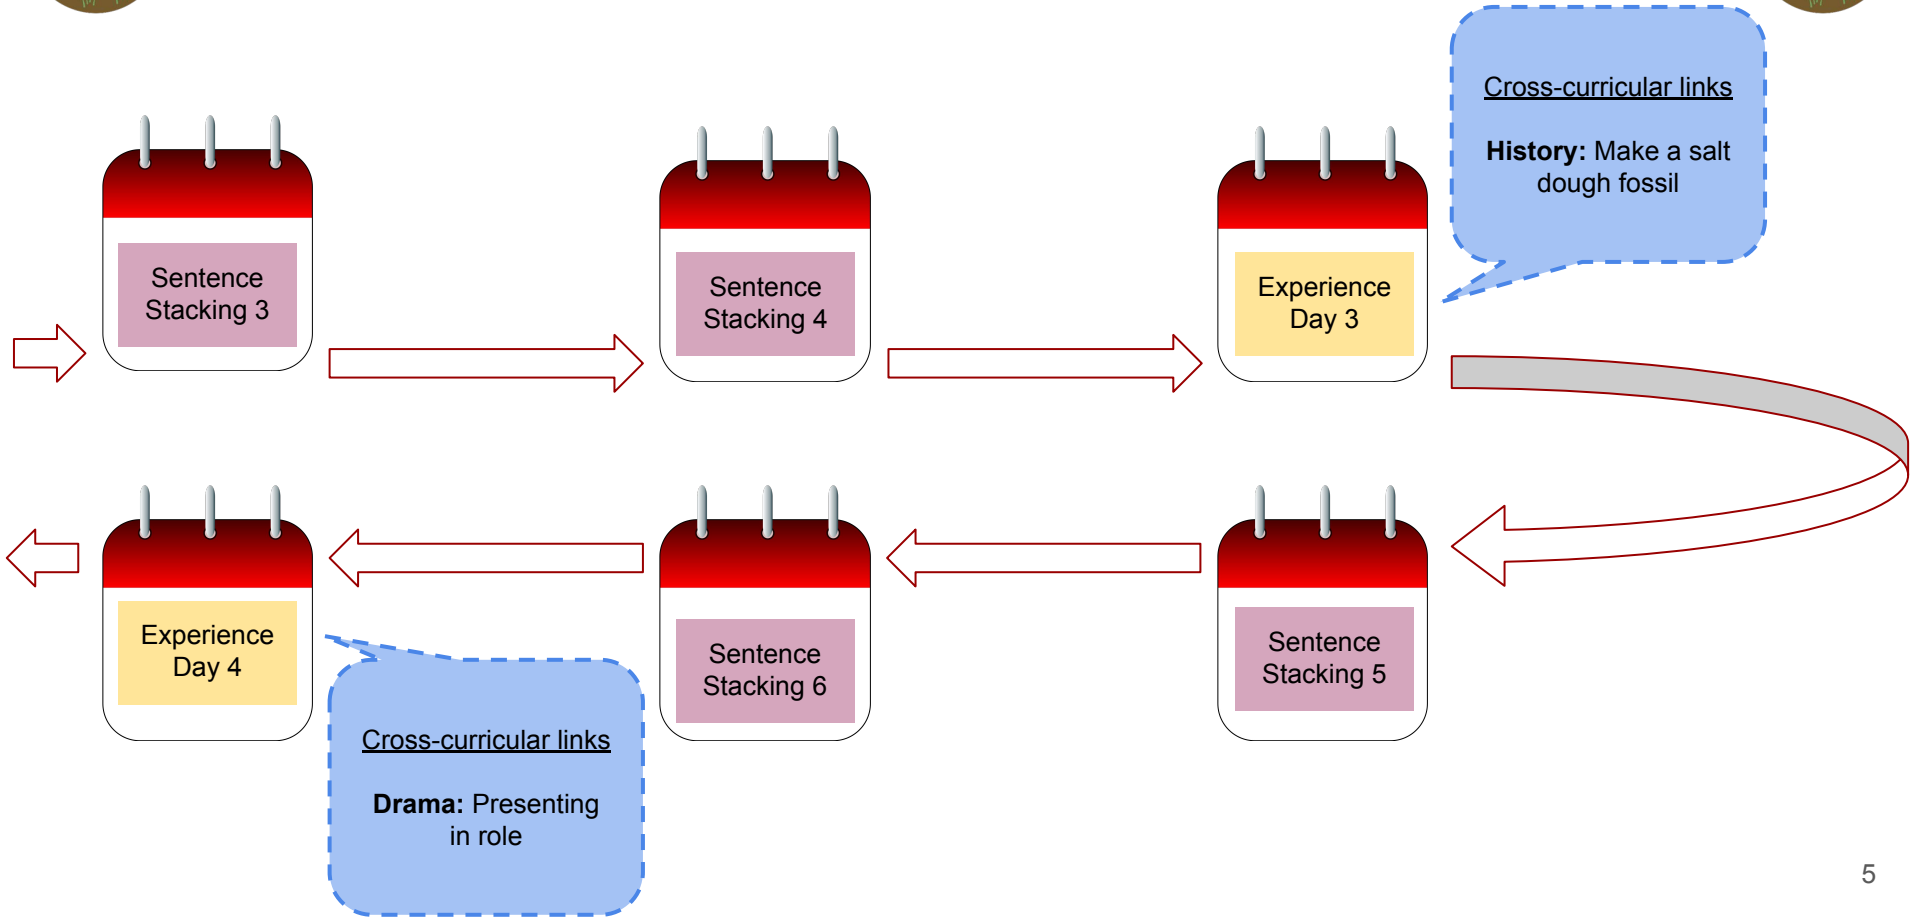 Cross-curricular links
History: Make a salt
dough fossil
Sentence
Stacking 3
Sentence
Stacking 4
Experience
Day 3
Experience
Day 4
Sentence
Stacking 6
Sentence
Stacking 5
Cross-curricular links
Drama: Presenting
in role
5